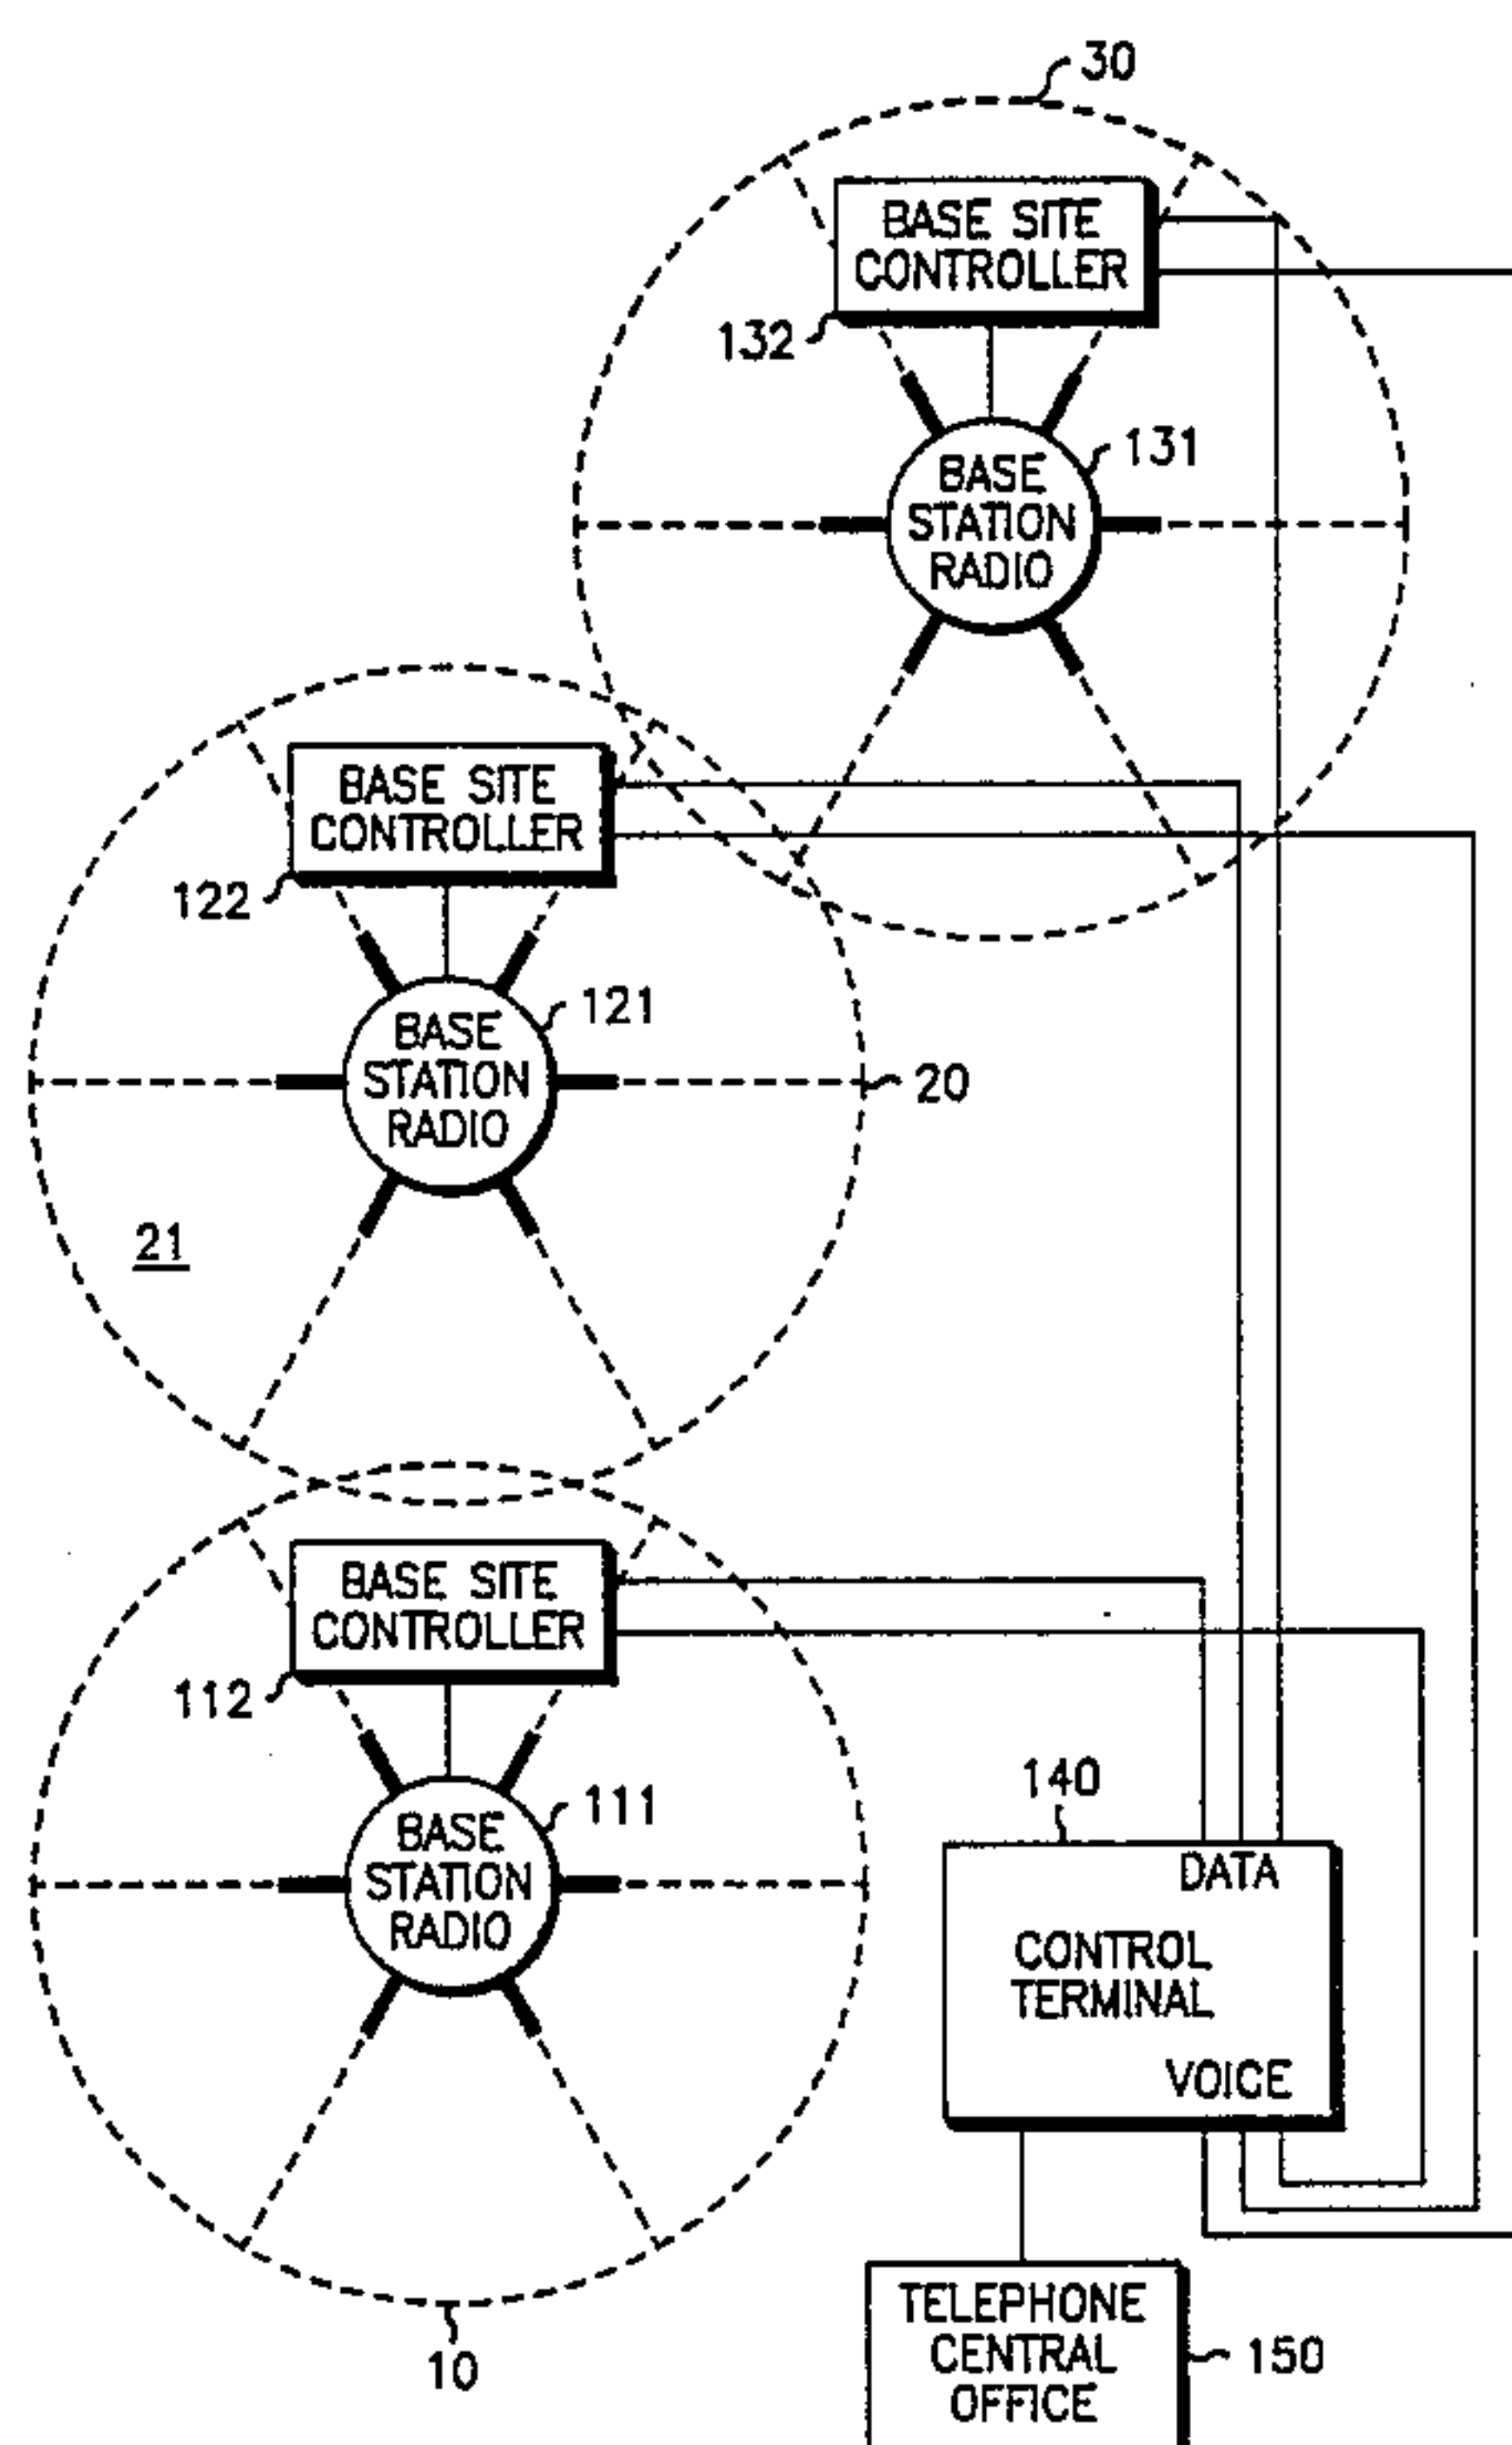 30
BASE SITE
CONTROLLER
132
131
BASE
STATION
RADIO
BASE SITE
CONTROLLER
122
121
BASE
STATION
RADIO
20
21
BASE SITE
CONTROLLER
112
111
BASE
STATION
RADIO
140
DATA
CONTROL
TERMINAL
VOICE
10
TELEPHONE
CENTRAL
OFFICE
150